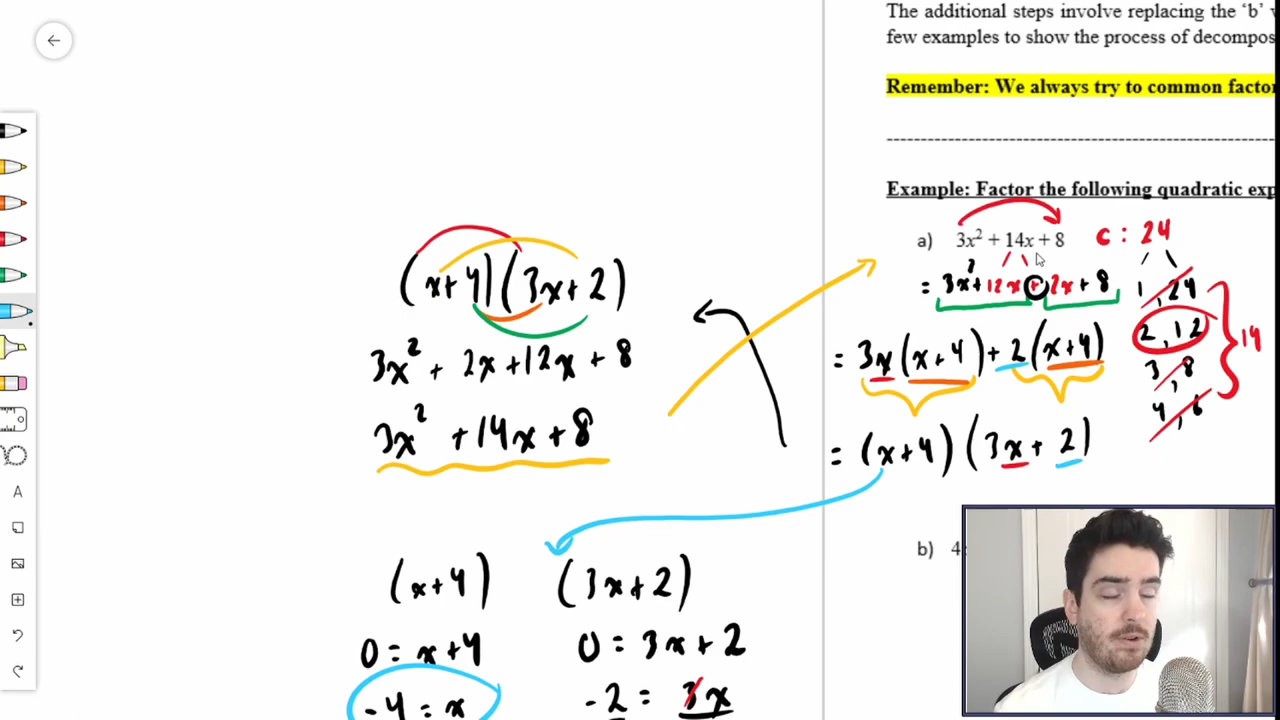 The additional steps involve replacing the 'b'
few examples to show the process of decompos
Remember: We always try to common factor
Example: Factor the following quadratic exp
a) 3x² + 14x + 8
c : 24
= 3x² + 12x + 2x + 8
1 , 24
2, 12
3 , 8
4 , 6
14
= 3x(x+4) + 2(x+4)
= (x+4)(3x+2)
b) 4
(x+4)(3x+2)
3x² + 2x + 12x + 8
3x² + 14x + 8
(x+4) (3x+2)
0 = x+4 0 = 3x+2
-4 = x -2 = 3x
A